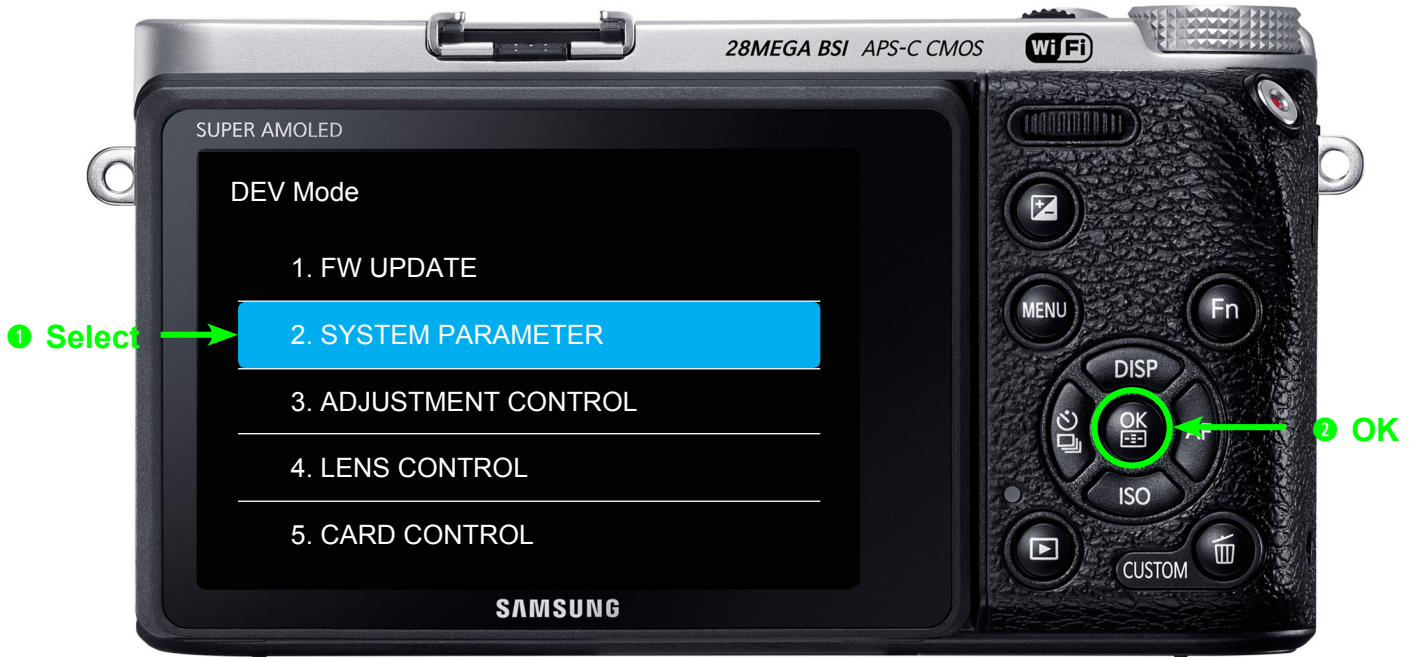 28MEGA BSI APS-C CMOS
Wi Fi
SUPER AMOLED
DEV Mode
1. FW UPDATE
❶ Select
2. SYSTEM PARAMETER
3. ADJUSTMENT CONTROL
4. LENS CONTROL
5. CARD CONTROL
SAMSUNG
MENU
Fn
DISP
OK
AF
❷ OK
ISO
CUSTOM